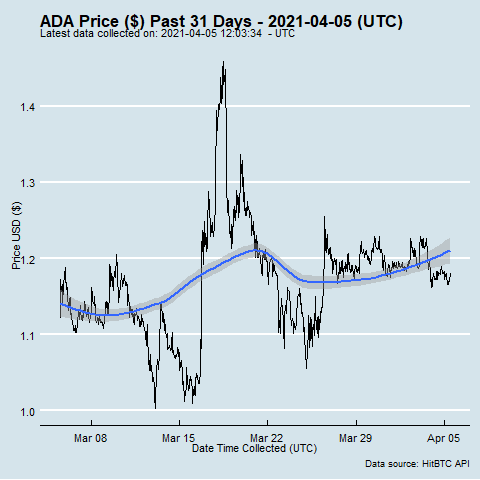 ADA Price ($) Past 31 Days - 2021-04-05 (UTC)
Latest data collected on: 2021-04-05 12:03:34  - UTC
Price USD ($)
1.4
1.3
1.2
1.1
1.0
Mar 08
Mar 15
Mar 22
Mar 29
Apr 05
Date Time Collected (UTC)
Data source: HitBTC API